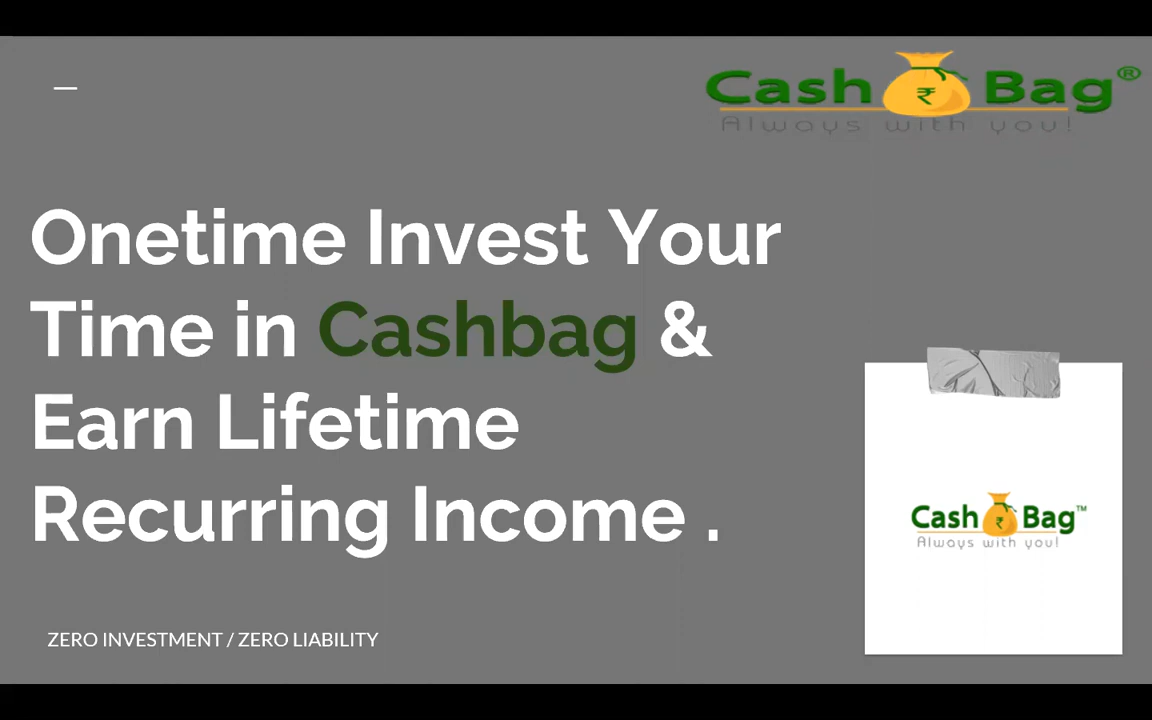 Cash Bag®
Always with you!
Onetime Invest Your
Time in Cashbag &
Earn Lifetime
Recurring Income .
Cash Bag™
Always with you!
ZERO INVESTMENT / ZERO LIABILITY